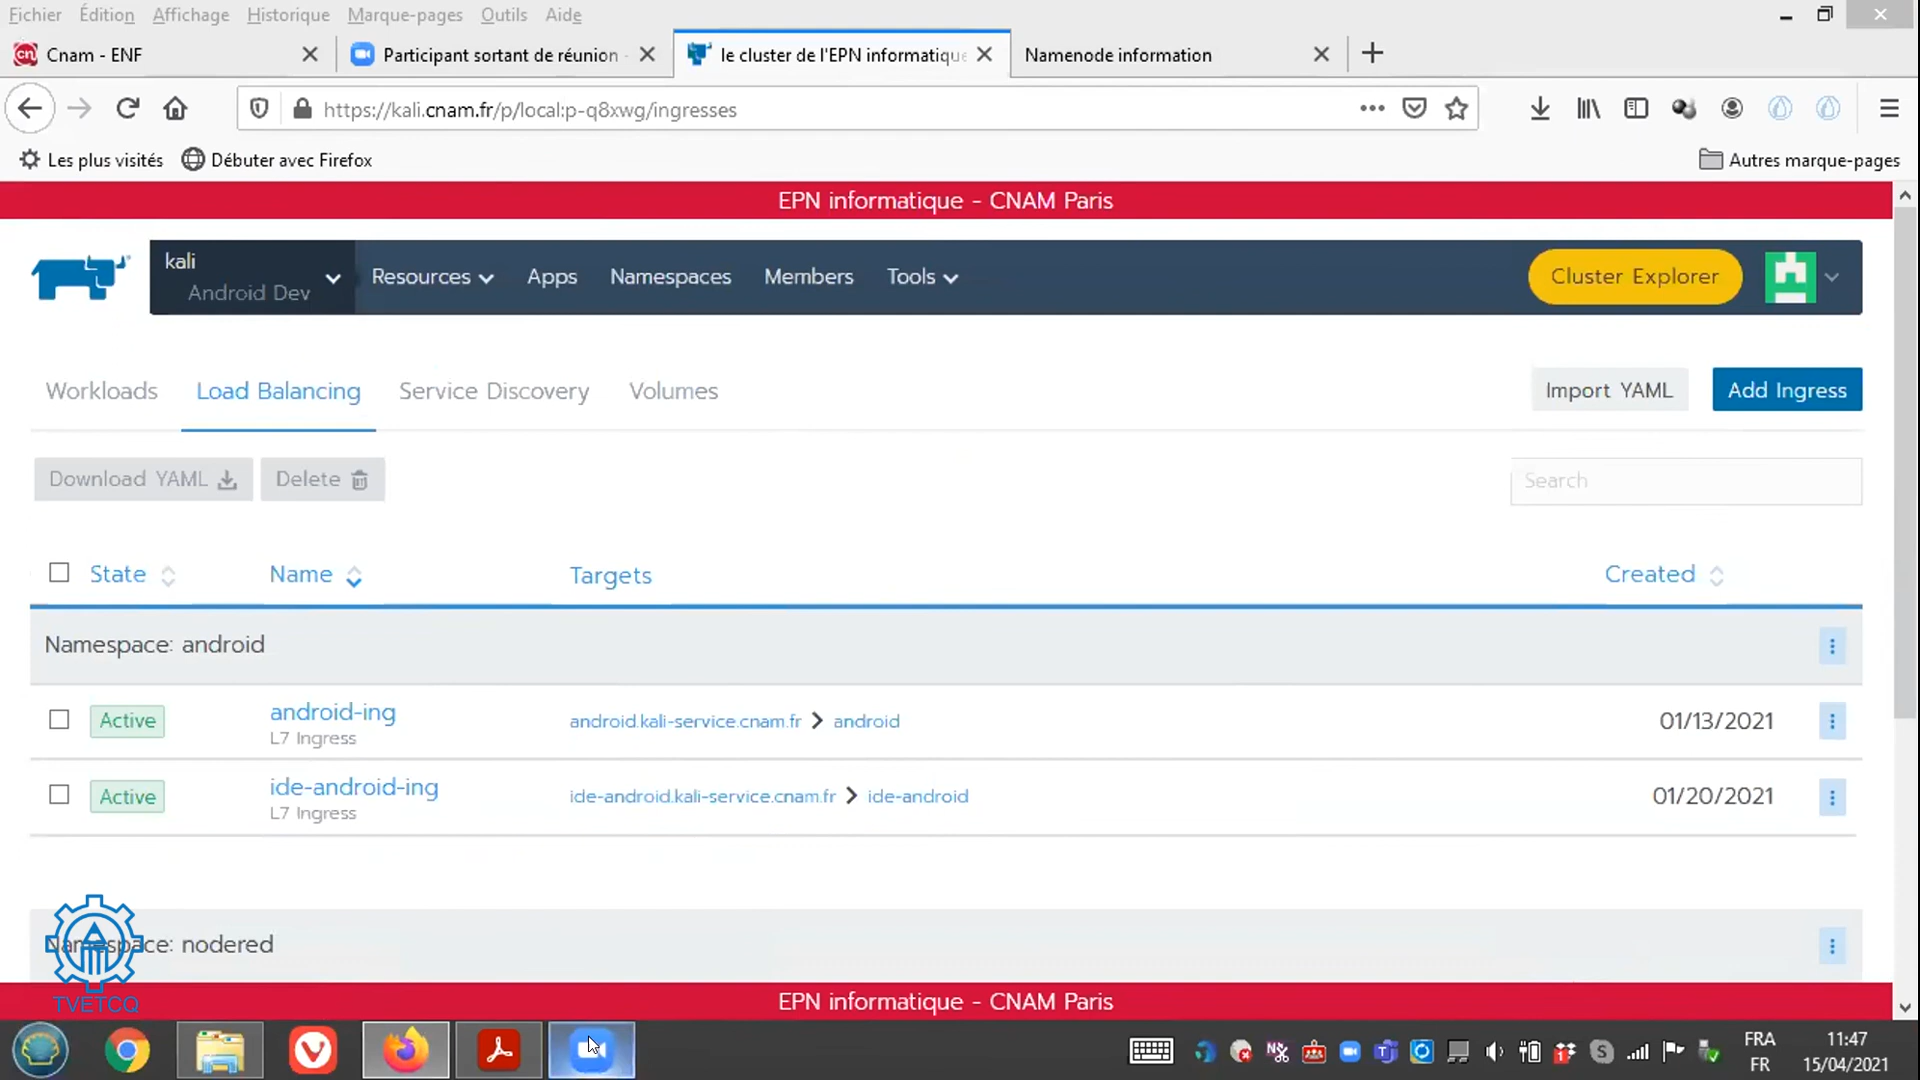 Fichier Édition Affichage Historique Marque-pages Outils Aide
Cnam - ENF
Participant sortant de réunion -
le cluster de l'EPN informatique
Namenode information
https://kali.cnam.fr/p/local:p-q8xwg/ingresses
Les plus visités
Débuter avec Firefox
Autres marque-pages
EPN informatique - CNAM Paris
kali
Android Dev
Resources
Apps
Namespaces
Members
Tools
Cluster Explorer
Workloads
Load Balancing
Service Discovery
Volumes
Import YAML
Add Ingress
Download YAML
Delete
Search
State
Name
Targets
Created
Namespace: android
Active
android-ing
L7 Ingress
android.kali-service.cnam.fr > android
01/13/2021
Active
ide-android-ing
L7 Ingress
ide-android.kali-service.cnam.fr > ide-android
01/20/2021
Namespace: nodered
TVETCQ
EPN informatique - CNAM Paris
FRA
FR
11:47
15/04/2021